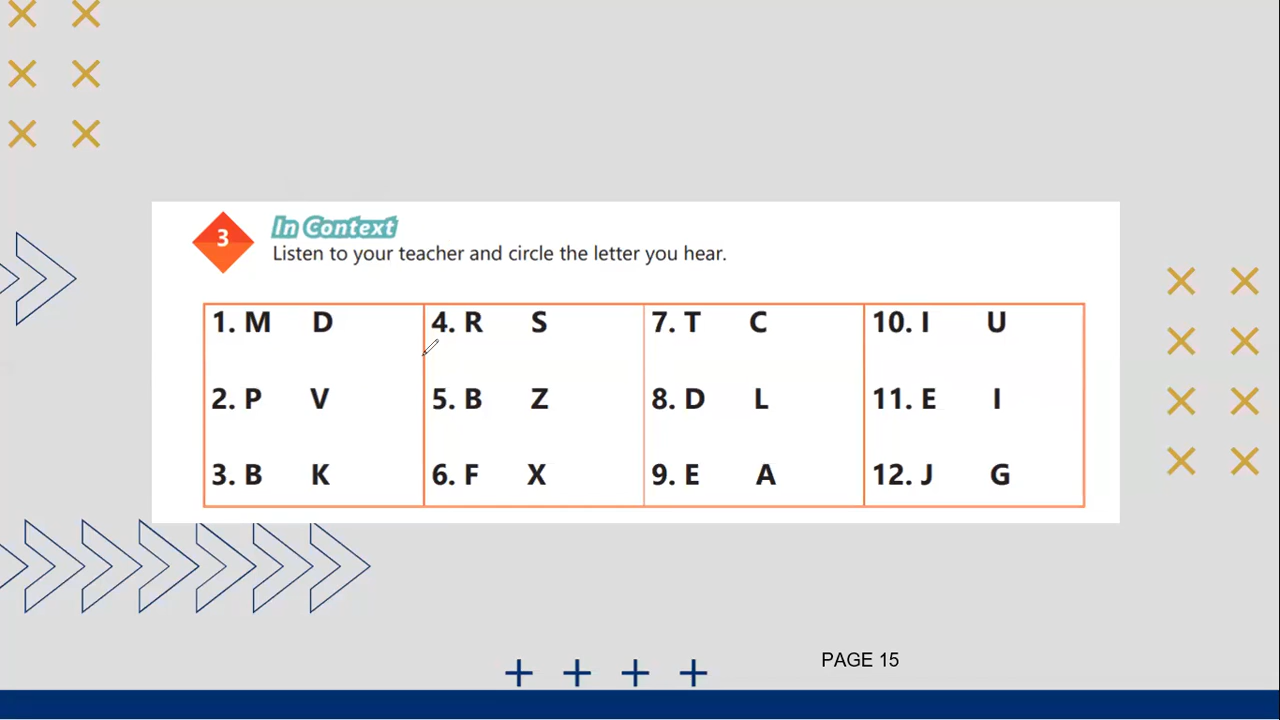 3
In Context
Listen to your teacher and circle the letter you hear.
1. M D
2. P V
3. B K
4. R S
5. B Z
6. F X
7. T C
8. D L
9. E A
10. I U
11. E I
12. J G
PAGE 15